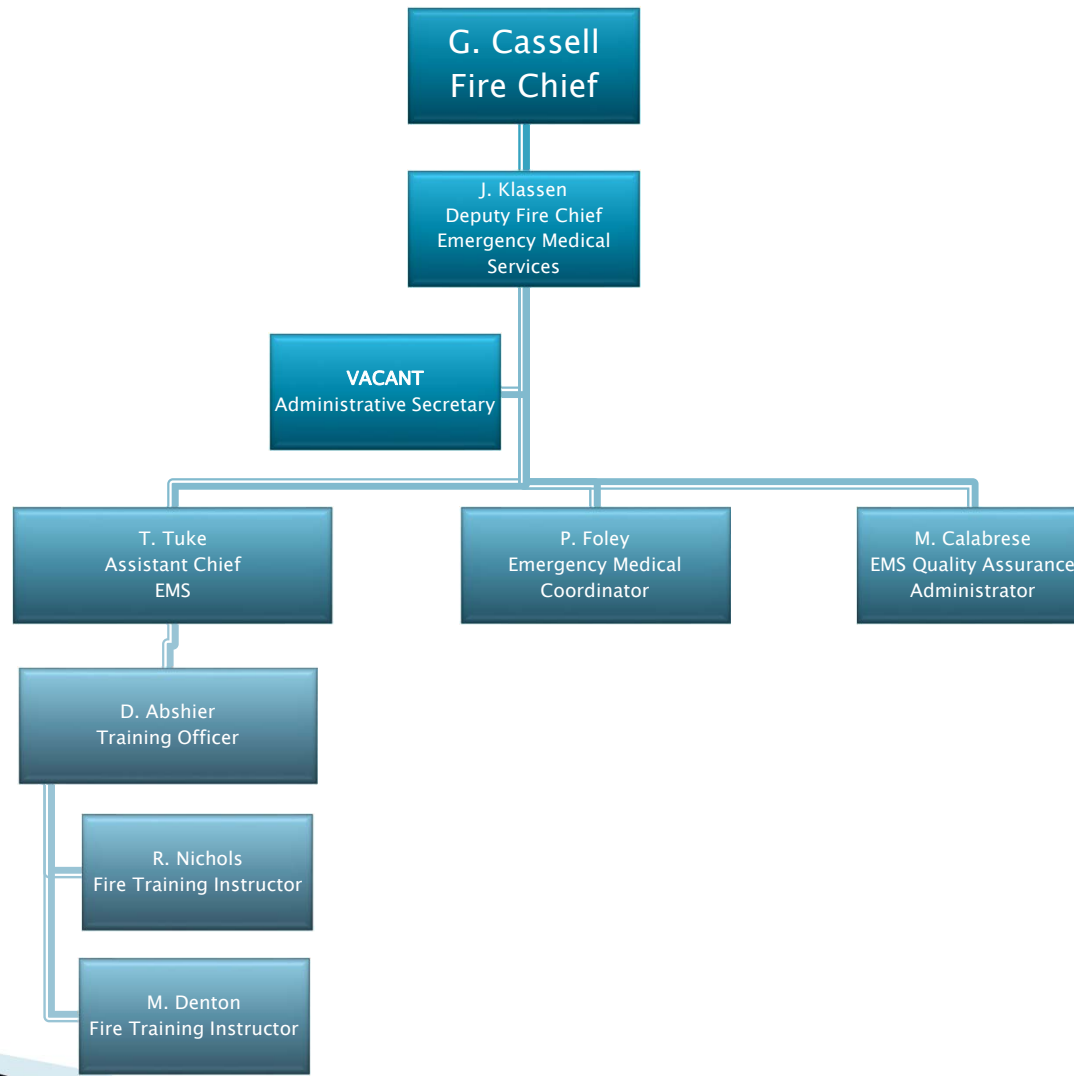 G. Cassell
Fire Chief
J. Klassen
Deputy Fire Chief
Emergency Medical
Services
VACANT
Administrative Secretary
T. Tuke
Assistant Chief
EMS
P. Foley
Emergency Medical
Coordinator
M. Calabrese
EMS Quality Assurance
Administrator
D. Abshier
Training Officer
R. Nichols
Fire Training Instructor
M. Denton
Fire Training Instructor